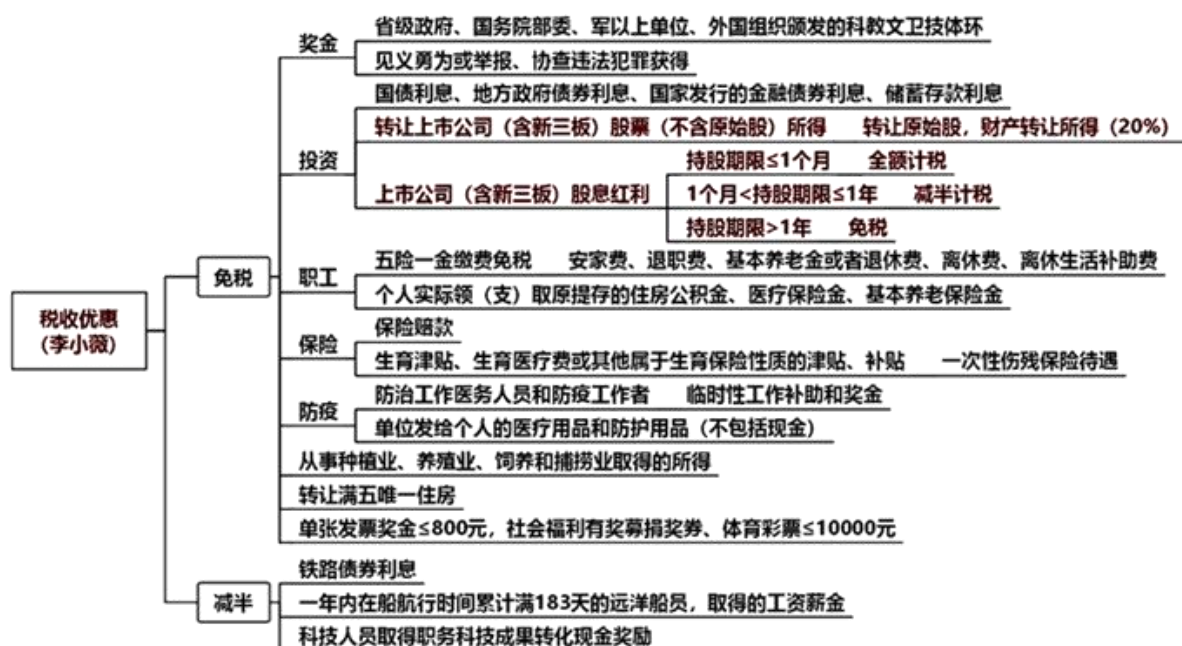 奖金
省级政府、国务院部委、军以上单位、外国组织颁发的科教文卫技体环
见义勇为或举报、协查违法犯罪获得
国债利息、地方政府债券利息、国家发行的金融债券利息、储蓄存款利息
转让上市公司（含新三板）股票（不含原始股）所得 转让原始股，财产转让所得（20%）
投资
持股期限≤1个月 全额计税
上市公司（含新三板）股息红利
1个月<持股期限≤1年 减半计税
持股期限>1年 免税
免税
职工
五险一金缴费免税 安家费、退职费、基本养老金或者退休费、离休费、离休生活补助费
个人实际领（支）取原提存的住房公积金、医疗保险金、基本养老保险金
税收优惠
（李小薇）
保险
保险赔款
生育津贴、生育医疗费或其他属于生育保险性质的津贴、补贴 一次性伤残保险待遇
防疫
防治工作医务人员和防疫工作者 临时性工作补助和奖金
单位发给个人的医疗用品和防护用品（不包括现金）
从事种植业、养殖业、饲养和捕捞业取得的所得
转让满五唯一住房
单张发票奖金≤800元，社会福利有奖募捐奖券、体育彩票≤10000元
减半
铁路债券利息
一年内在船航行时间累计满183天的远洋船员，取得的工资薪金
科技人员取得职务科技成果转化现金奖励